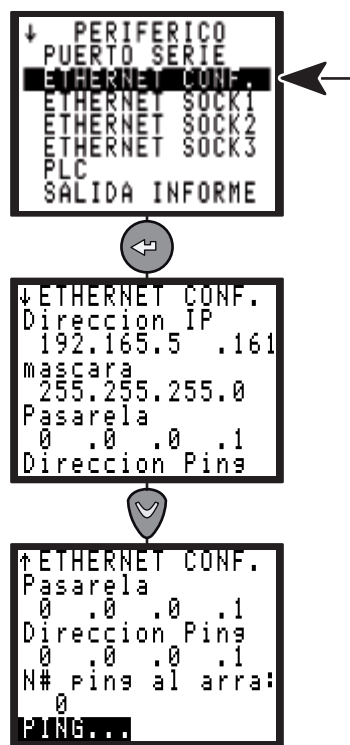 ↓ PERIFERICO
PUERTO SERIE
ETHERNET CONF.
ETHERNET SOCK1
ETHERNET SOCK2
ETHERNET SOCK3
PLC
SALIDA INFORME
↓ETHERNET CONF.
Direccion IP
192.165.5 .161
mascara
255.255.255.0
Pasarela
0 .0 .0 .1
Direccion Ping
↑ETHERNET CONF.
Pasarela
0 .0 .0 .1
Direccion Ping
0 .0 .0 .1
N# ping al arra:
0
PING...